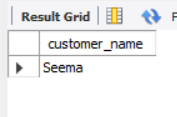 Result Grid
customer_name
Seema